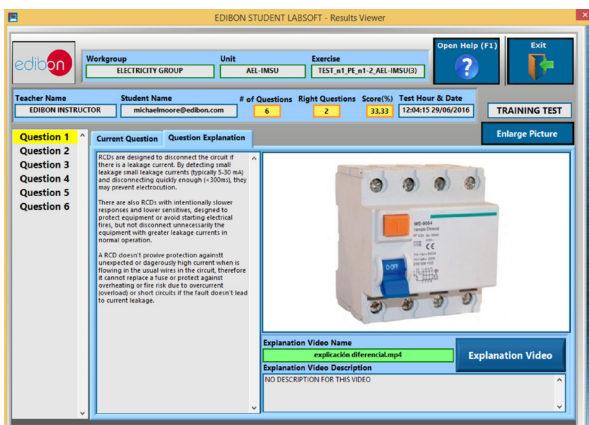 EDIBON STUDENT LABSOFT - Results Viewer
edibon
Workgroup
ELECTRICITY GROUP
Unit
AEL-IMSU
Exercise
TEST_n1_PE_n1-2_AEL-IMSU(3)
Open Help (F1)
?
Exit
Teacher Name
EDIBON INSTRUCTOR
Student Name
michaelmoore@edibon.com
# of Questions
6
Right Questions
2
Score(%)
33,33
Test Hour & Date
12:04:15 29/06/2016
TRAINING TEST
Enlarge Picture
Question 1
Question 2
Question 3
Question 4
Question 5
Question 6
Current Question
Question Explanation
RCDs are designed to disconnect the circuit if
there is a leakage current. By detecting small
leakage small leakage currents (typically 5-30 mA)
and disconnecting quickly enough (<300ms), they
may prevent electrocution.
There are also RCDs with intentionally slower
responses and lower sensitives, designed to
protect equipment or avoid starting electrical
fires, but not disconnect unnecessarily the
equipment with greater leakage currents in
normal operation.
A RCD doesn't provive protection againstt
unexpected or dagerously high current when is
flowing in the usual wires in the circuit, therefore
it cannot replace a fuse or protect against
overheating or fire risk due to overcurrent
(overload) or short circuits if the fault doesn't lead
to current leakage.
CE
Explanation Video Name
explicación diferencial.mp4
Explanation Video
Explanation Video Description
NO DESCRIPTION FOR THIS VIDEO